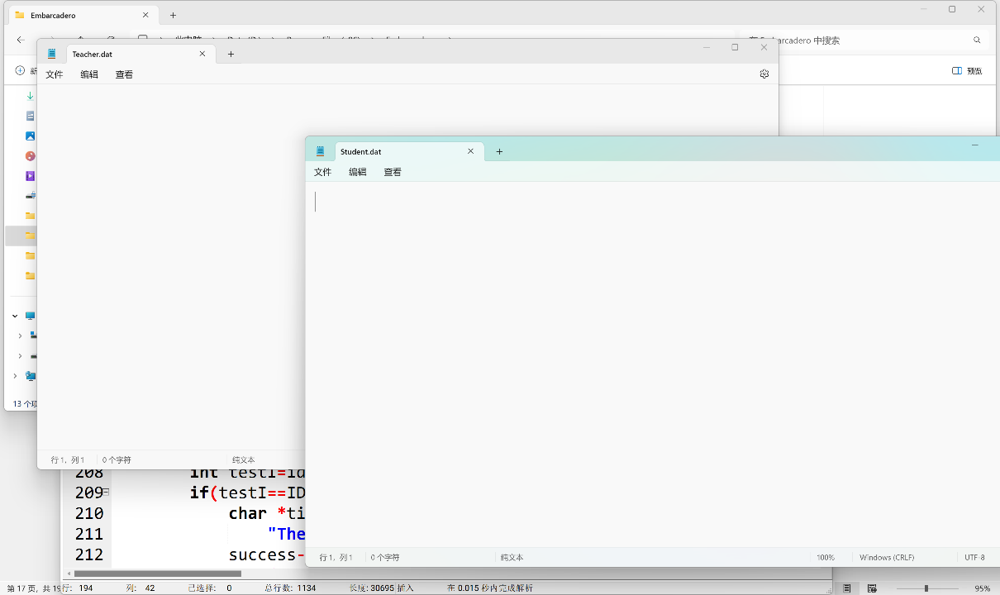 Embarcadero
中搜索
预览
Teacher.dat
文件 编辑 查看
Student.dat
文件 编辑 查看
13 个项
行 1，列 1 0 个字符 纯文本
208 int testI=id
209 if(testI==ID
210 char *ti
211 "The
212 success-
行 1，列 1 0 个字符 纯文本 100% Windows (CRLF) UTF-8
第 17 页，共 19
行: 194 列: 42 已选择: 0 总行数: 1134 长度: 30695 插入 在 0.015 秒内完成解析
95%